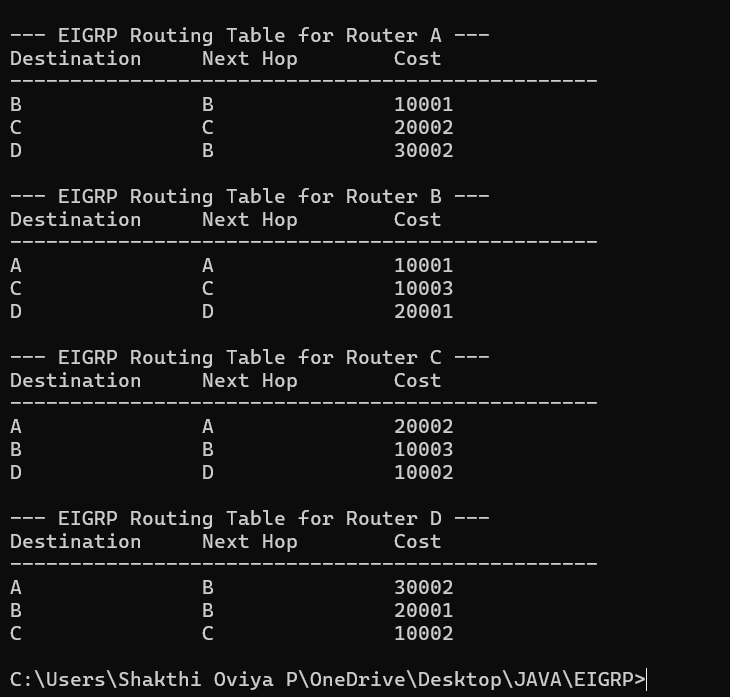 --- EIGRP Routing Table for Router A ---
Destination     Next Hop        Cost
-------------------------------------------------
B               B               10001
C               C               20002
D               B               30002
--- EIGRP Routing Table for Router B ---
Destination     Next Hop        Cost
-------------------------------------------------
A               A               10001
C               C               10003
D               D               20001
--- EIGRP Routing Table for Router C ---
Destination     Next Hop        Cost
-------------------------------------------------
A               A               20002
B               B               10003
D               D               10002
--- EIGRP Routing Table for Router D ---
Destination     Next Hop        Cost
-------------------------------------------------
A               B               30002
B               B               20001
C               C               10002
C:\Users\Shakthi Oviya P\OneDrive\Desktop\JAVA\EIGRP>